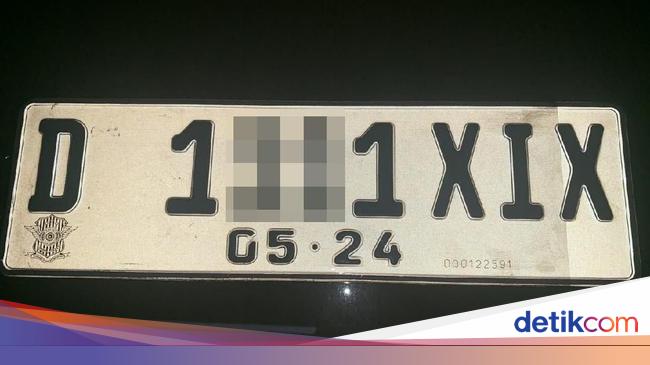 D 1 1 XIX
05·24
000122591
detikcom